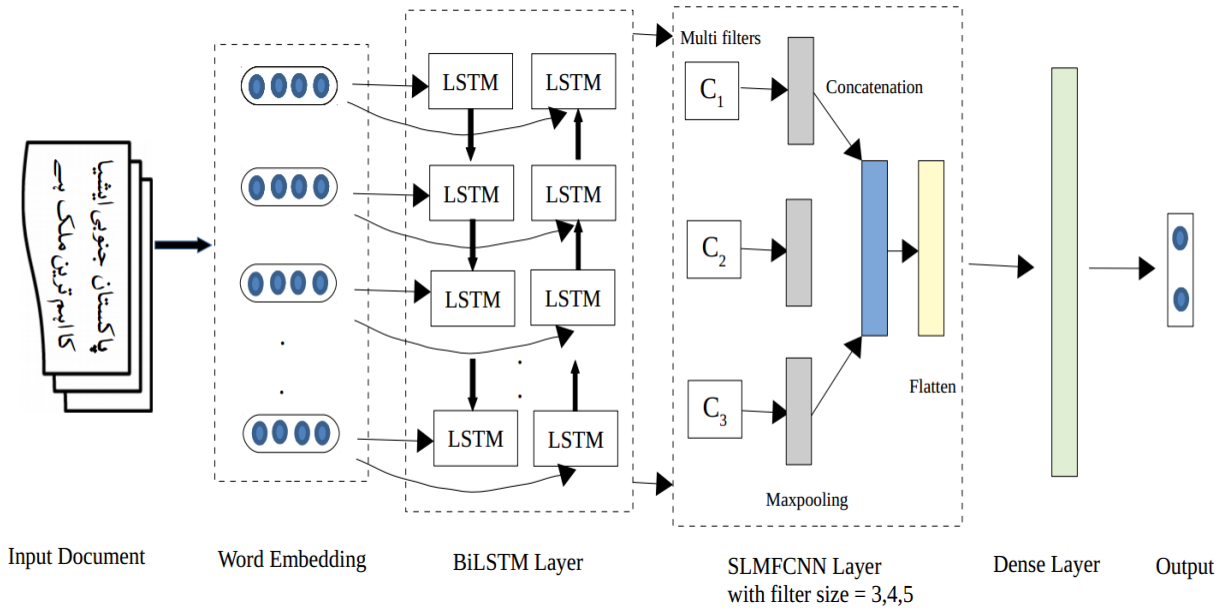 پاکستان جنوبی ایشیا
کا اہم ترین ملک ہے
LSTM
LSTM
LSTM
LSTM
LSTM
LSTM
LSTM
LSTM
Multi filters
C1
Concatenation
C2
C3
Flatten
Maxpooling
Input Document
Word Embedding
BiLSTM Layer
SLMFCNN Layer
with filter size = 3,4,5
Dense Layer
Output